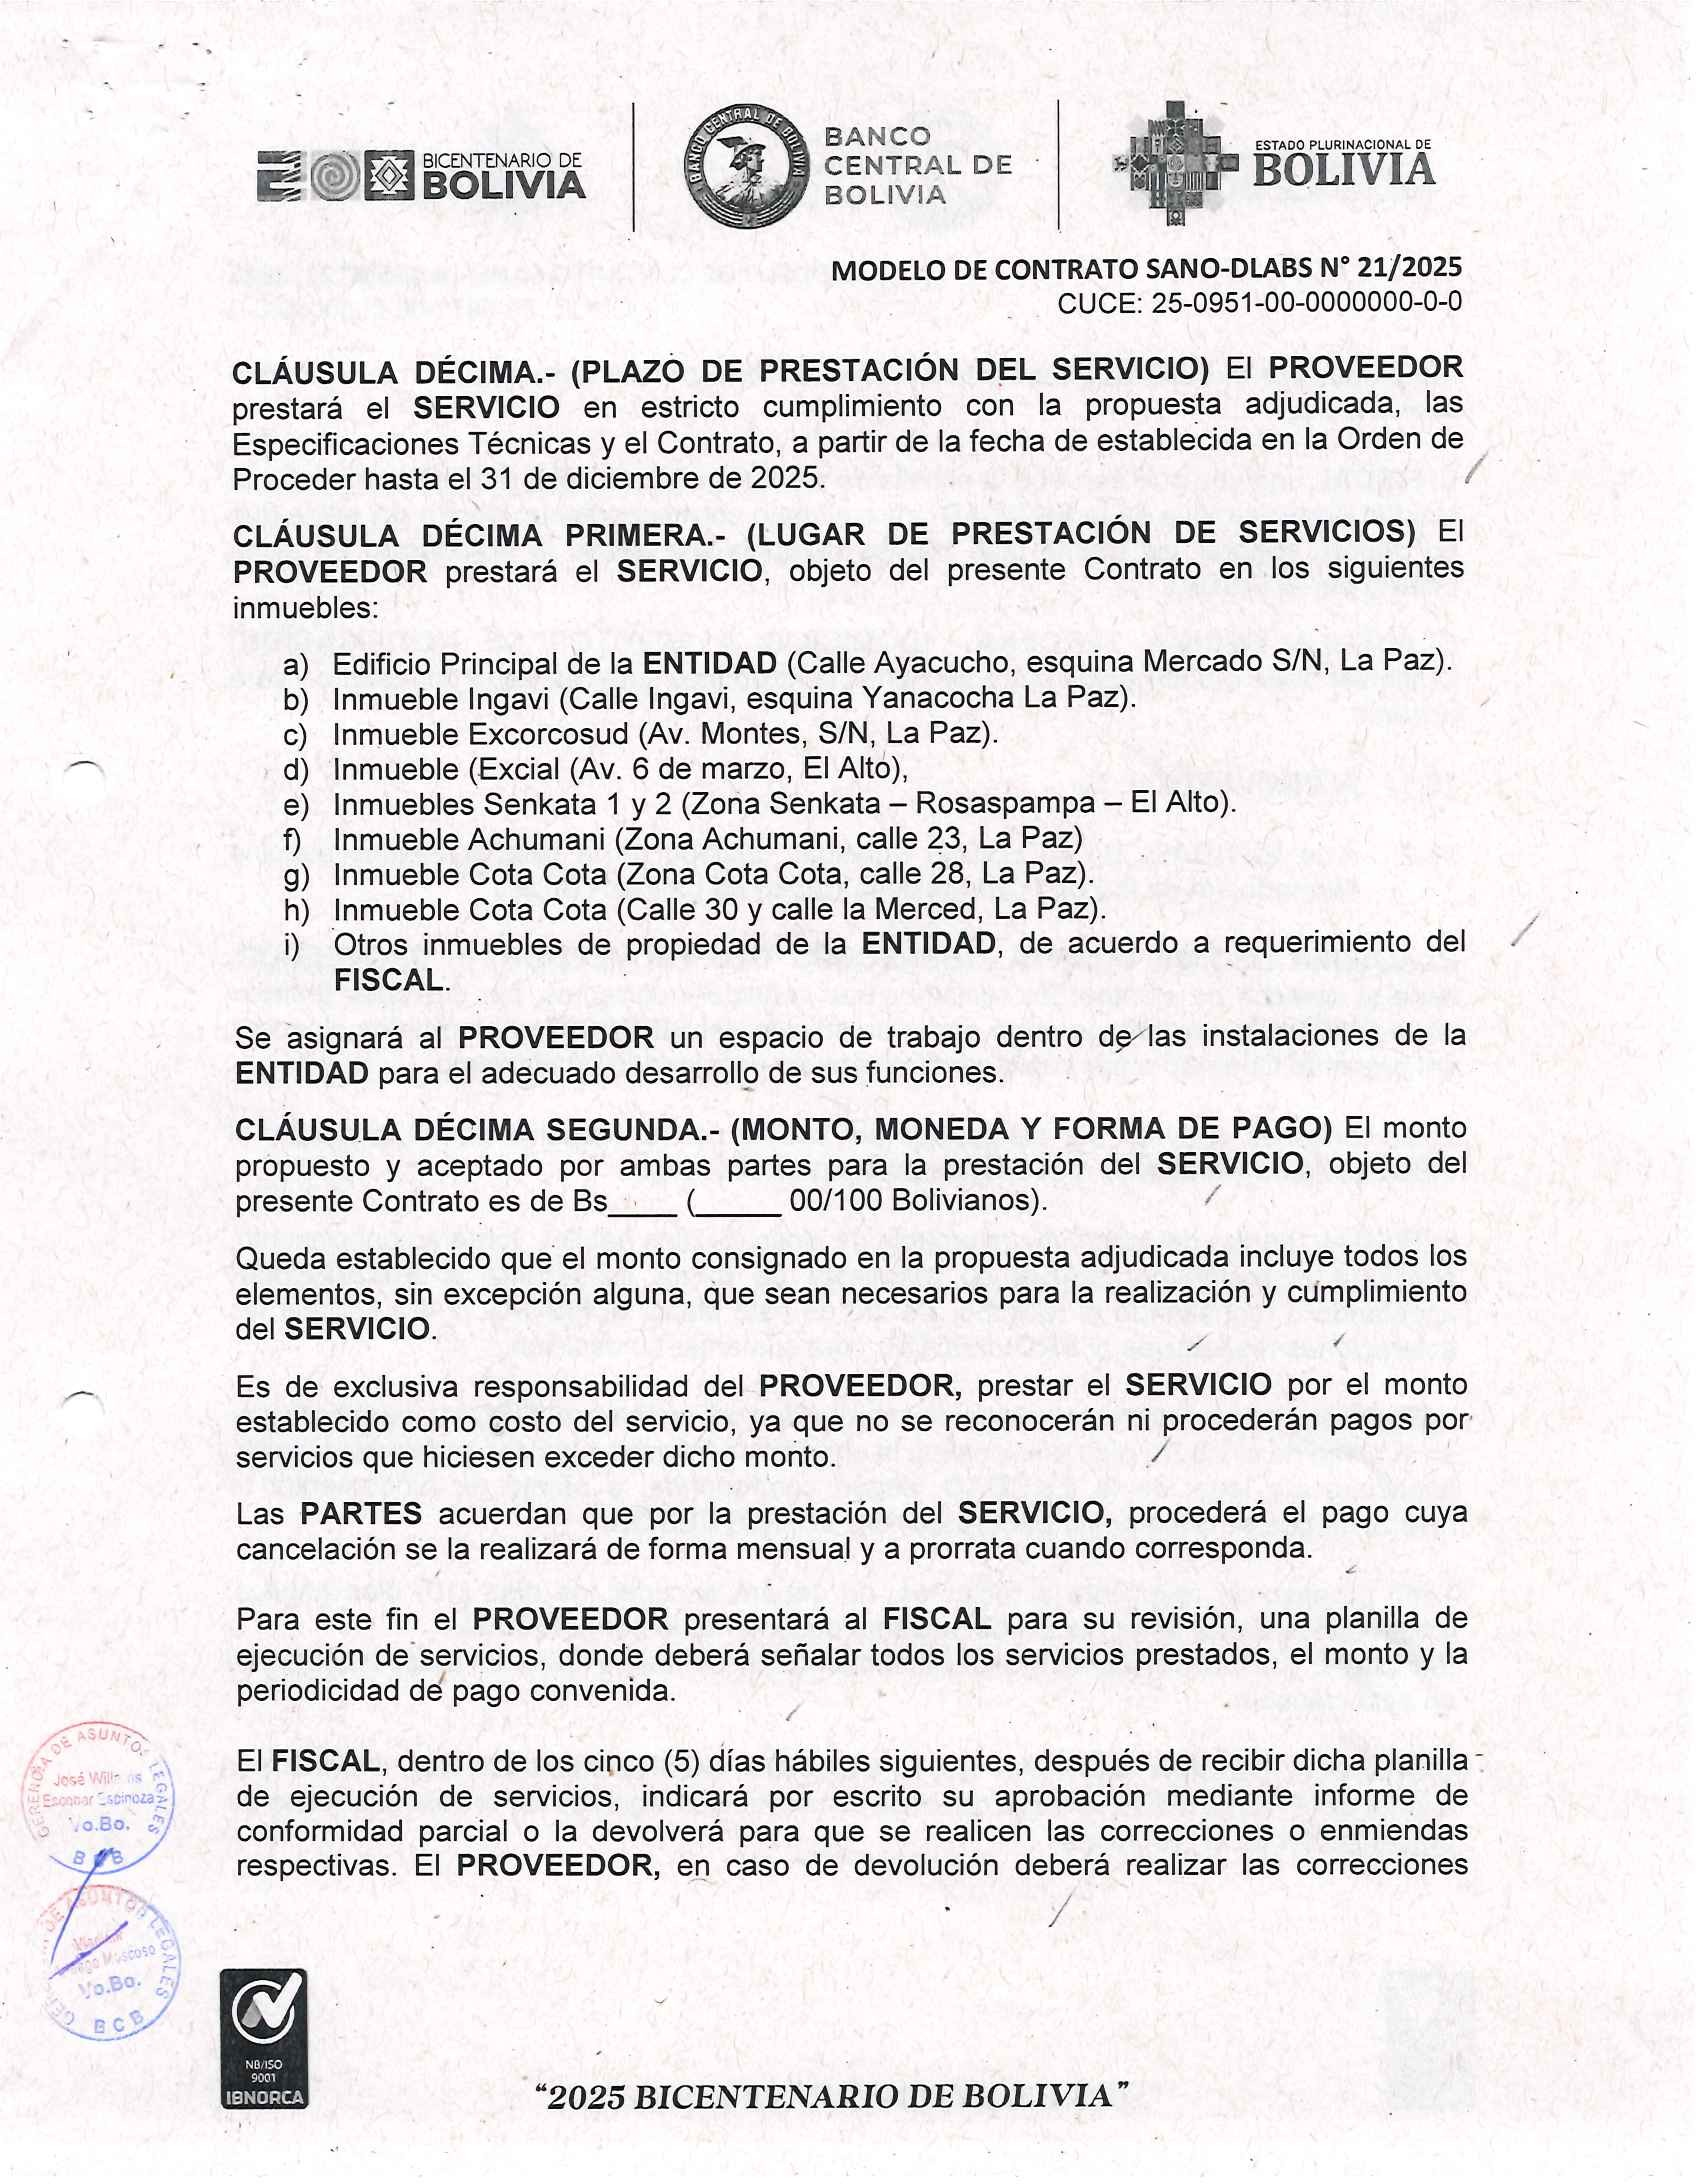 BICENTENARIO DE
BOLIVIA
BANCO CENTRAL DE BOLIVIA
BANCO
CENTRAL DE
BOLIVIA
ESTADO PLURINACIONAL DE
BOLIVIA
MODELO DE CONTRATO SANO-DLABS N° 21/2025
CUCE: 25-0951-00-0000000-0-0
CLÁUSULA DÉCIMA.- (PLAZO DE PRESTACIÓN DEL SERVICIO) El PROVEEDOR
prestará el SERVICIO en estricto cumplimiento con la propuesta adjudicada, las
Especificaciones Técnicas y el Contrato, a partir de la fecha de establecida en la Orden de
Proceder hasta el 31 de diciembre de 2025.
CLÁUSULA DÉCIMA PRIMERA.- (LUGAR DE PRESTACIÓN DE SERVICIOS) El
PROVEEDOR prestará el SERVICIO, objeto del presente Contrato en los siguientes
inmuebles:
a) Edificio Principal de la ENTIDAD (Calle Ayacucho, esquina Mercado S/N, La Paz).
b) Inmueble Ingavi (Calle Ingavi, esquina Yanacocha La Paz).
c) Inmueble Excorcosud (Av. Montes, S/N, La Paz).
d) Inmueble (Excial (Av. 6 de marzo, El Alto),
e) Inmuebles Senkata 1 y 2 (Zona Senkata – Rosaspampa – El Alto).
f) Inmueble Achumani (Zona Achumani, calle 23, La Paz)
g) Inmueble Cota Cota (Zona Cota Cota, calle 28, La Paz).
h) Inmueble Cota Cota (Calle 30 y calle la Merced, La Paz).
i) Otros inmuebles de propiedad de la ENTIDAD, de acuerdo a requerimiento del
FISCAL.
Se asignará al PROVEEDOR un espacio de trabajo dentro de las instalaciones de la
ENTIDAD para el adecuado desarrollo de sus funciones.
CLÁUSULA DÉCIMA SEGUNDA.- (MONTO, MONEDA Y FORMA DE PAGO) El monto
propuesto y aceptado por ambas partes para la prestación del SERVICIO, objeto del
presente Contrato es de Bs____ (_____ 00/100 Bolivianos).
Queda establecido que el monto consignado en la propuesta adjudicada incluye todos los
elementos, sin excepción alguna, que sean necesarios para la realización y cumplimiento
del SERVICIO.
Es de exclusiva responsabilidad del PROVEEDOR, prestar el SERVICIO por el monto
establecido como costo del servicio, ya que no se reconocerán ni procederán pagos por
servicios que hiciesen exceder dicho monto.
Las PARTES acuerdan que por la prestación del SERVICIO, procederá el pago cuya
cancelación se la realizará de forma mensual y a prorrata cuando corresponda.
Para este fin el PROVEEDOR presentará al FISCAL para su revisión, una planilla de
ejecución de servicios, donde deberá señalar todos los servicios prestados, el monto y la
periodicidad de pago convenida.
El FISCAL, dentro de los cinco (5) días hábiles siguientes, después de recibir dicha planilla
de ejecución de servicios, indicará por escrito su aprobación mediante informe de
conformidad parcial o la devolverá para que se realicen las correcciones o enmiendas
respectivas. El PROVEEDOR, en caso de devolución deberá realizar las correcciones
GERENCIA DE ASUNTOS LEGALES
José
Escobar Espinoza
Vo.Bo.
BCB
DE ASUNTOS LEGALES
Moscoso
Vo.Bo.
BCB
NB/ISO
9001
IBNORCA
“2025 BICENTENARIO DE BOLIVIA”